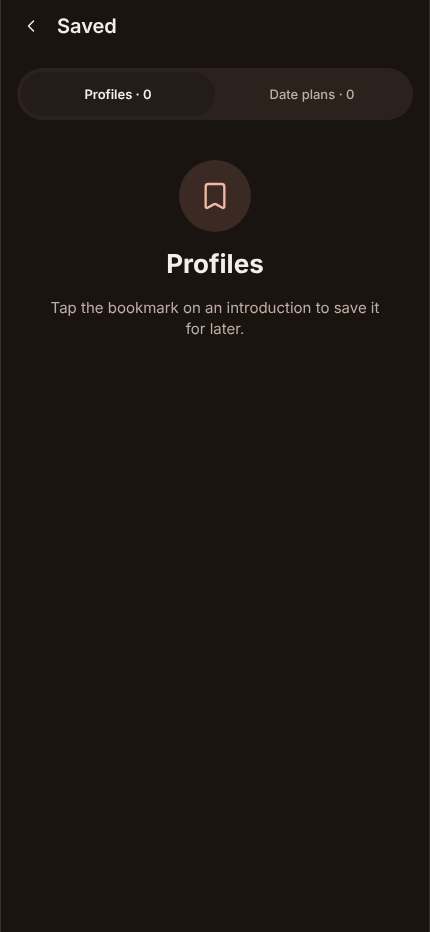 Saved
Profiles · 0
Date plans · 0
Profiles
Tap the bookmark on an introduction to save it
for later.